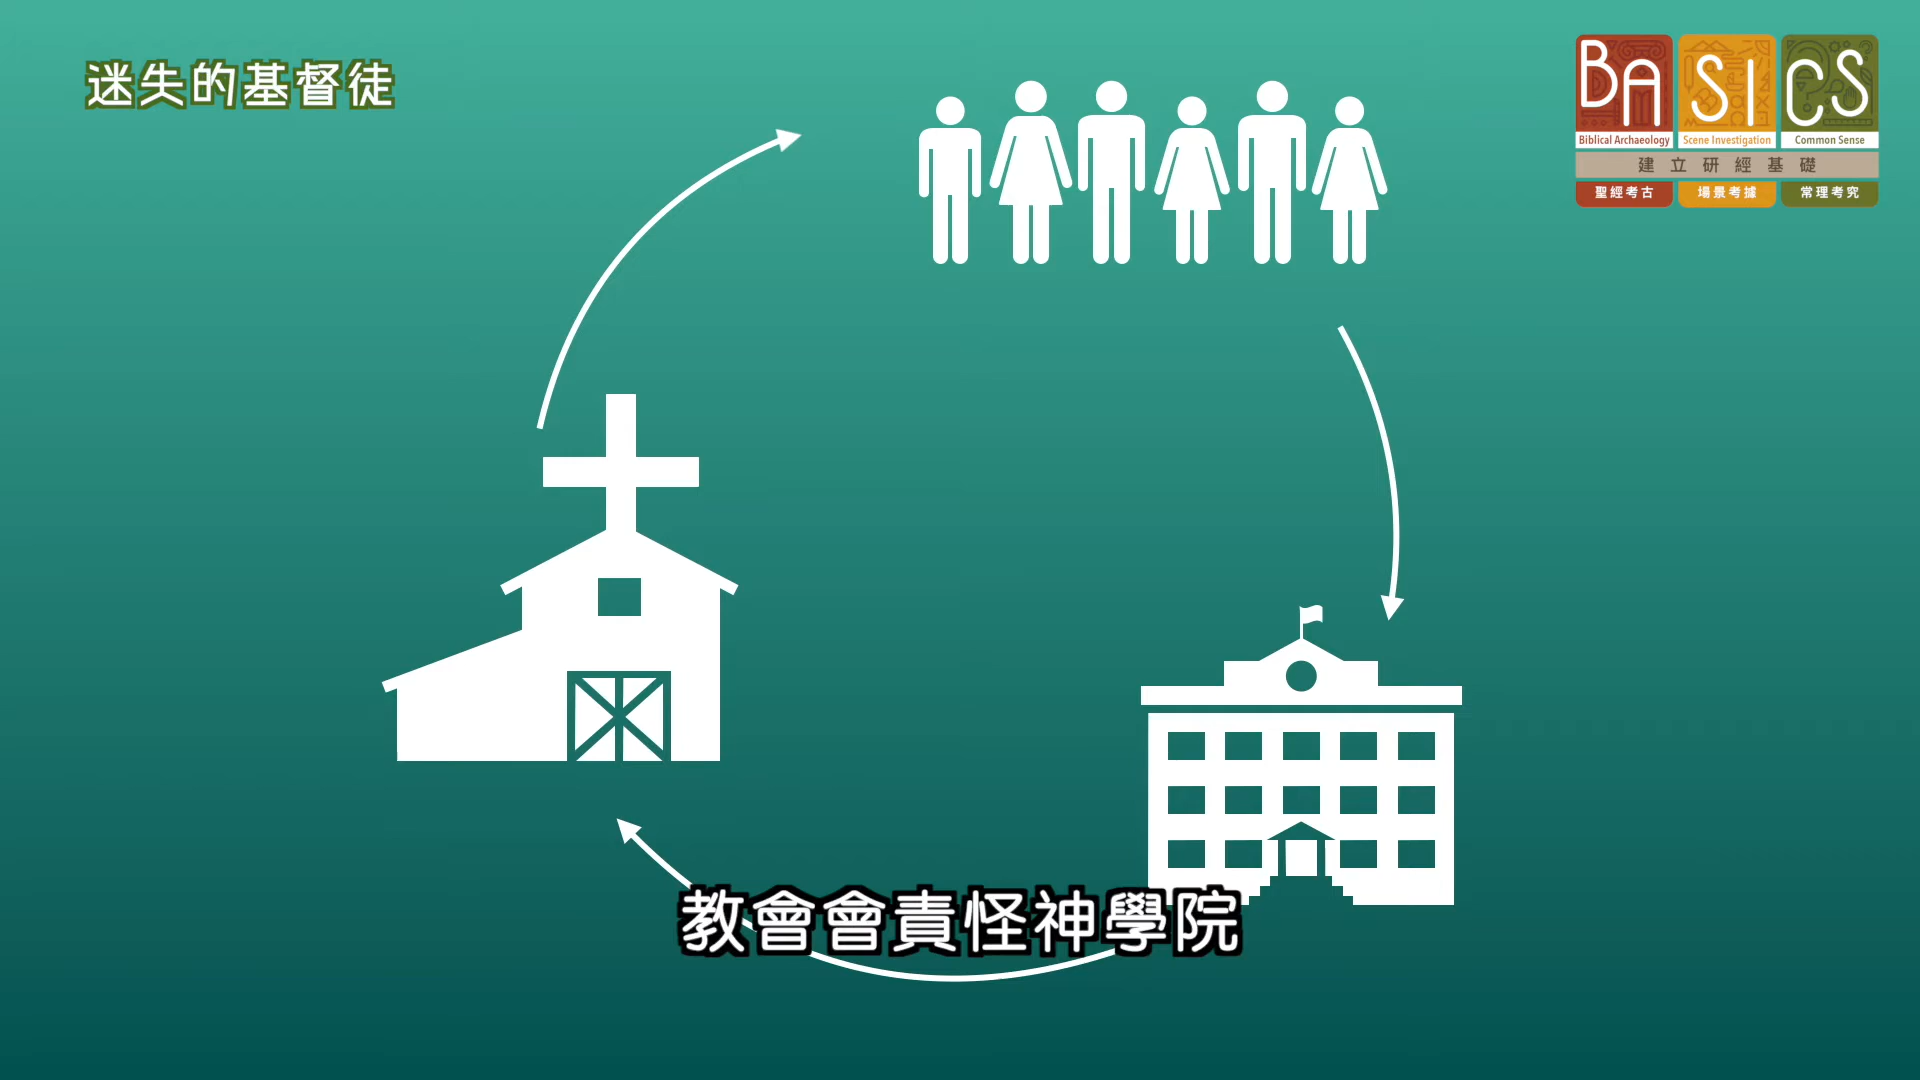 迷失的基督徒
BASICS
Biblical Archaeology
Scene Investigation
Common Sense
建立研經基礎
聖經考古
場景考據
常理考究
教會會責怪神學院